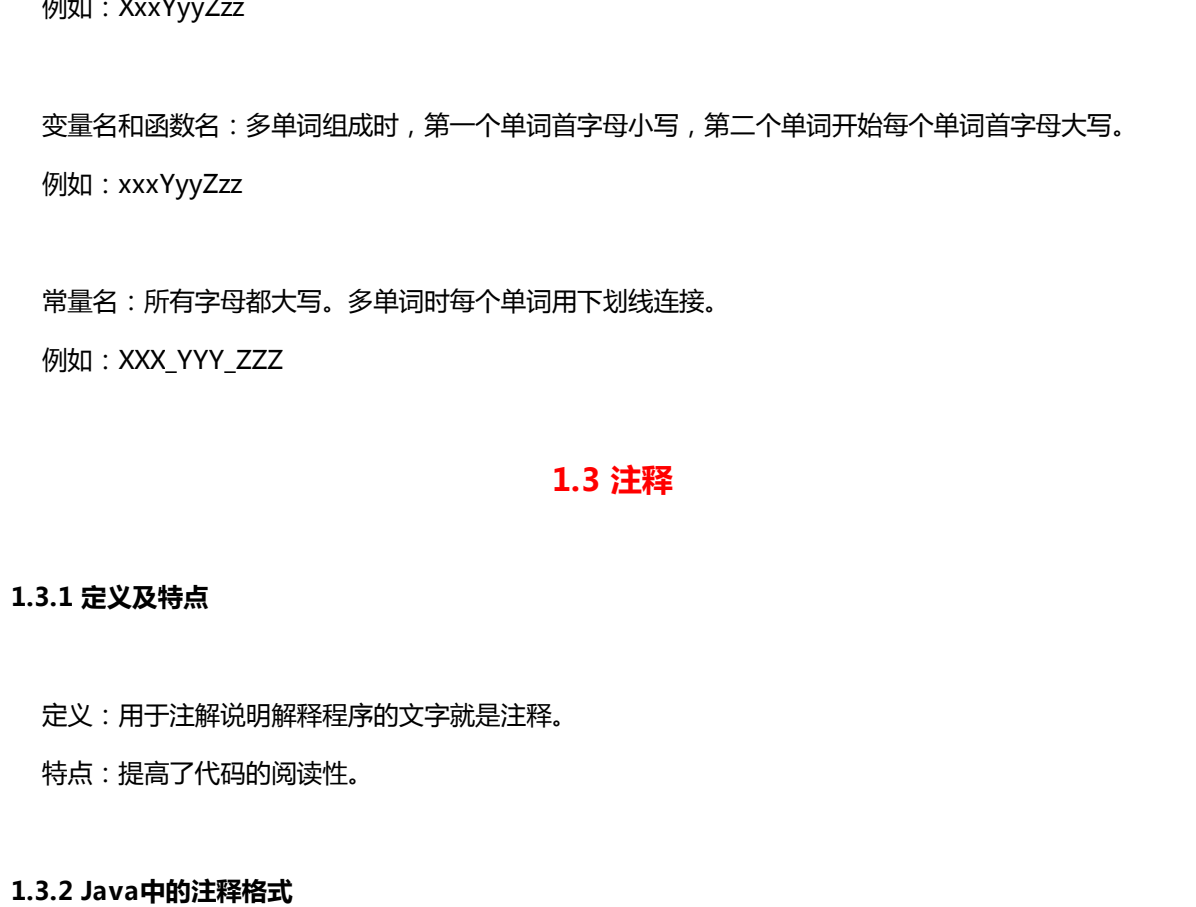 例如：XxxYyyZzz
变量名和函数名：多单词组成时，第一个单词首字母小写，第二个单词开始每个单词首字母大写。
例如：xxxYyyZzz
常量名：所有字母都大写。多单词时每个单词用下划线连接。
例如：XXX_YYY_ZZZ
1.3 注释
1.3.1 定义及特点
定义：用于注解说明解释程序的文字就是注释。
特点：提高了代码的阅读性。
1.3.2 Java中的注释格式